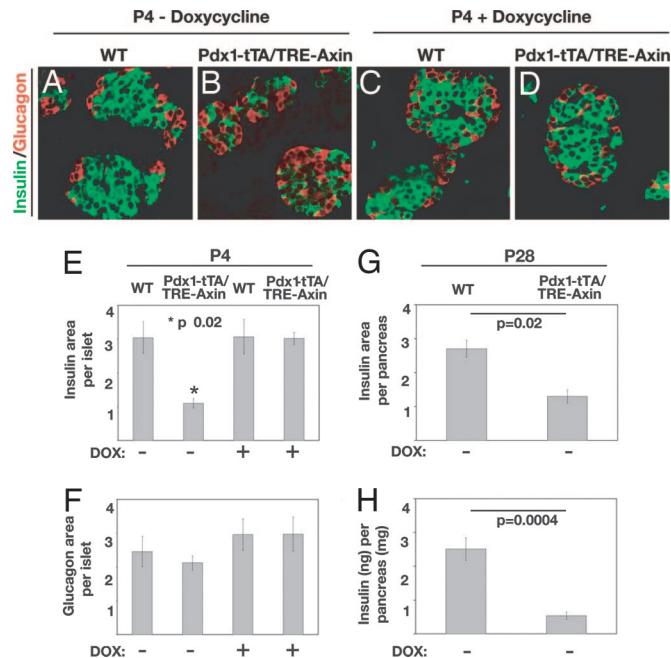 P4 - Doxycycline P4 + Doxycycline
WT Pdx1-tTA/TRE-Axin WT Pdx1-tTA/TRE-Axin
Insulin/Glucagon
A B C D
E P4
WT Pdx1-tTA/ WT Pdx1-tTA/
TRE-Axin TRE-Axin
* p 0.02
*
Insulin area
per islet
4
3
2
1
DOX: - - + +
G P28
WT Pdx1-tTA/
TRE-Axin
p=0.02
Insulin area
per pancreas
4
3
2
1
DOX: - -
F
Glucagon area
per islet
4
3
2
1
DOX: - - + +
H
p=0.0004
Insulin (ng) per
pancreas (mg)
4
3
2
1
DOX: - -